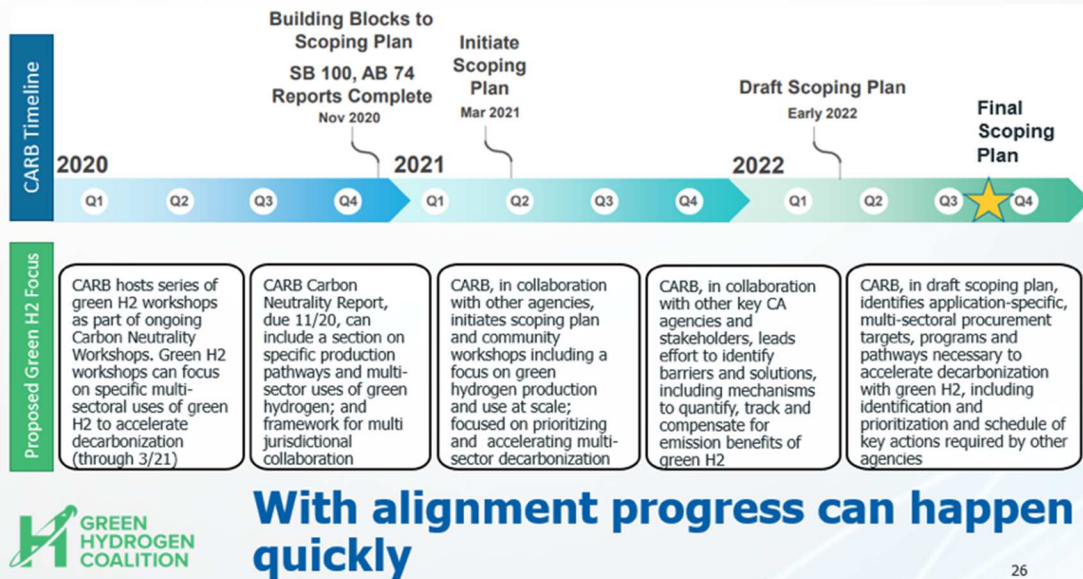 CARB Timeline
Building Blocks to
Scoping Plan
SB 100, AB 74
Reports Complete
Nov 2020
Initiate
Scoping
Plan
Mar 2021
Draft Scoping Plan
Early 2022
Final
Scoping
Plan
2020
2021
2022
Q1 Q2 Q3 Q4 Q1 Q2 Q3 Q4 Q1 Q2 Q3 Q4
Proposed Green H2 Focus
CARB hosts series of
green H2 workshops
as part of ongoing
Carbon Neutrality
Workshops. Green H2
workshops can focus
on specific multi-
sectoral uses of green
H2 to accelerate
decarbonization
(through 3/21)
CARB Carbon
Neutrality Report,
due 11/20, can
include a section on
specific production
pathways and multi-
sector uses of green
hydrogen; and
framework for multi
jurisdictional
collaboration
CARB, in collaboration
with other agencies,
initiates scoping plan
and community
workshops including a
focus on green
hydrogen production
and use at scale;
focused on prioritizing
and accelerating multi-
sector decarbonization
CARB, in collaboration
with other key CA
agencies and
stakeholders, leads
effort to identify
barriers and solutions,
including mechanisms
to quantify, track and
compensate for
emission benefits of
green H2
CARB, in draft scoping plan,
identifies application-specific,
multi-sectoral procurement
targets, programs and
pathways necessary to
accelerate decarbonization
with green H2, including
identification and
prioritization and schedule of
key actions required by other
agencies
GREEN
HYDROGEN
COALITION
With alignment progress can happen
quickly
26